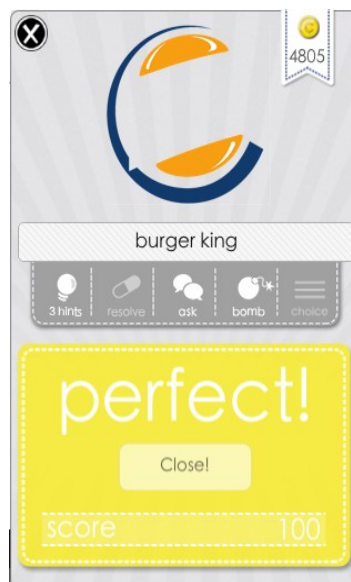 X
C
4805
burger king
3 hints resolve ask bomb choice
perfect!
Close!
score 100